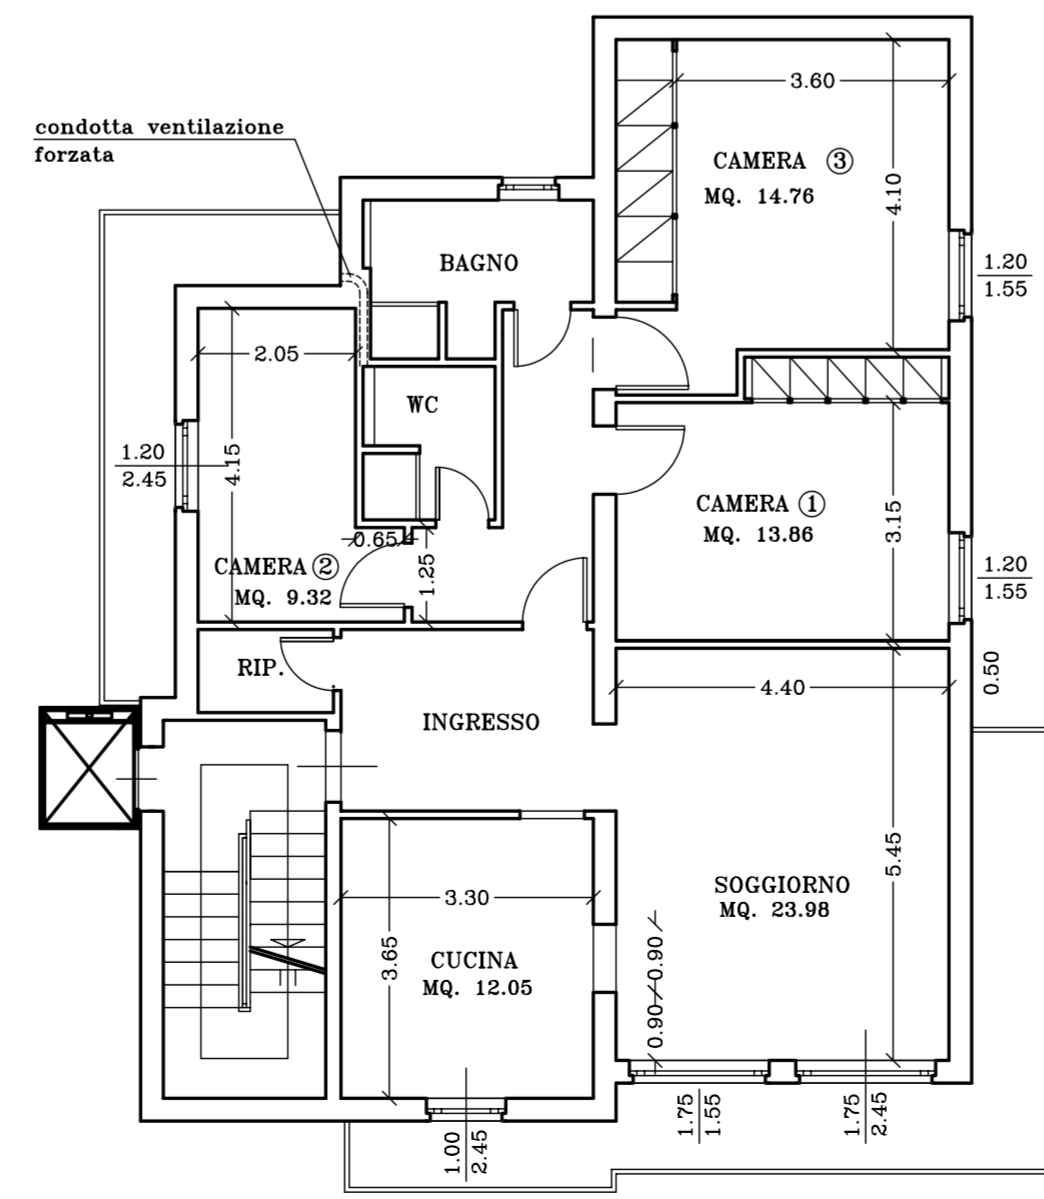 condotta ventilazione
forzata
3.60
CAMERA 3
MQ. 14.76
4.10
1.20
1.55
BAGNO
2.05
WC
1.20
2.45
4.15
CAMERA 1
MQ. 13.86
3.15
0.65
1.25
CAMERA 2
MQ. 9.32
1.20
1.55
RIP.
4.40
0.50
INGRESSO
5.45
3.30
SOGGIORNO
MQ. 23.98
3.65
CUCINA
MQ. 12.05
0.90
0.90
1.00
2.45
1.75
1.55
1.75
2.45